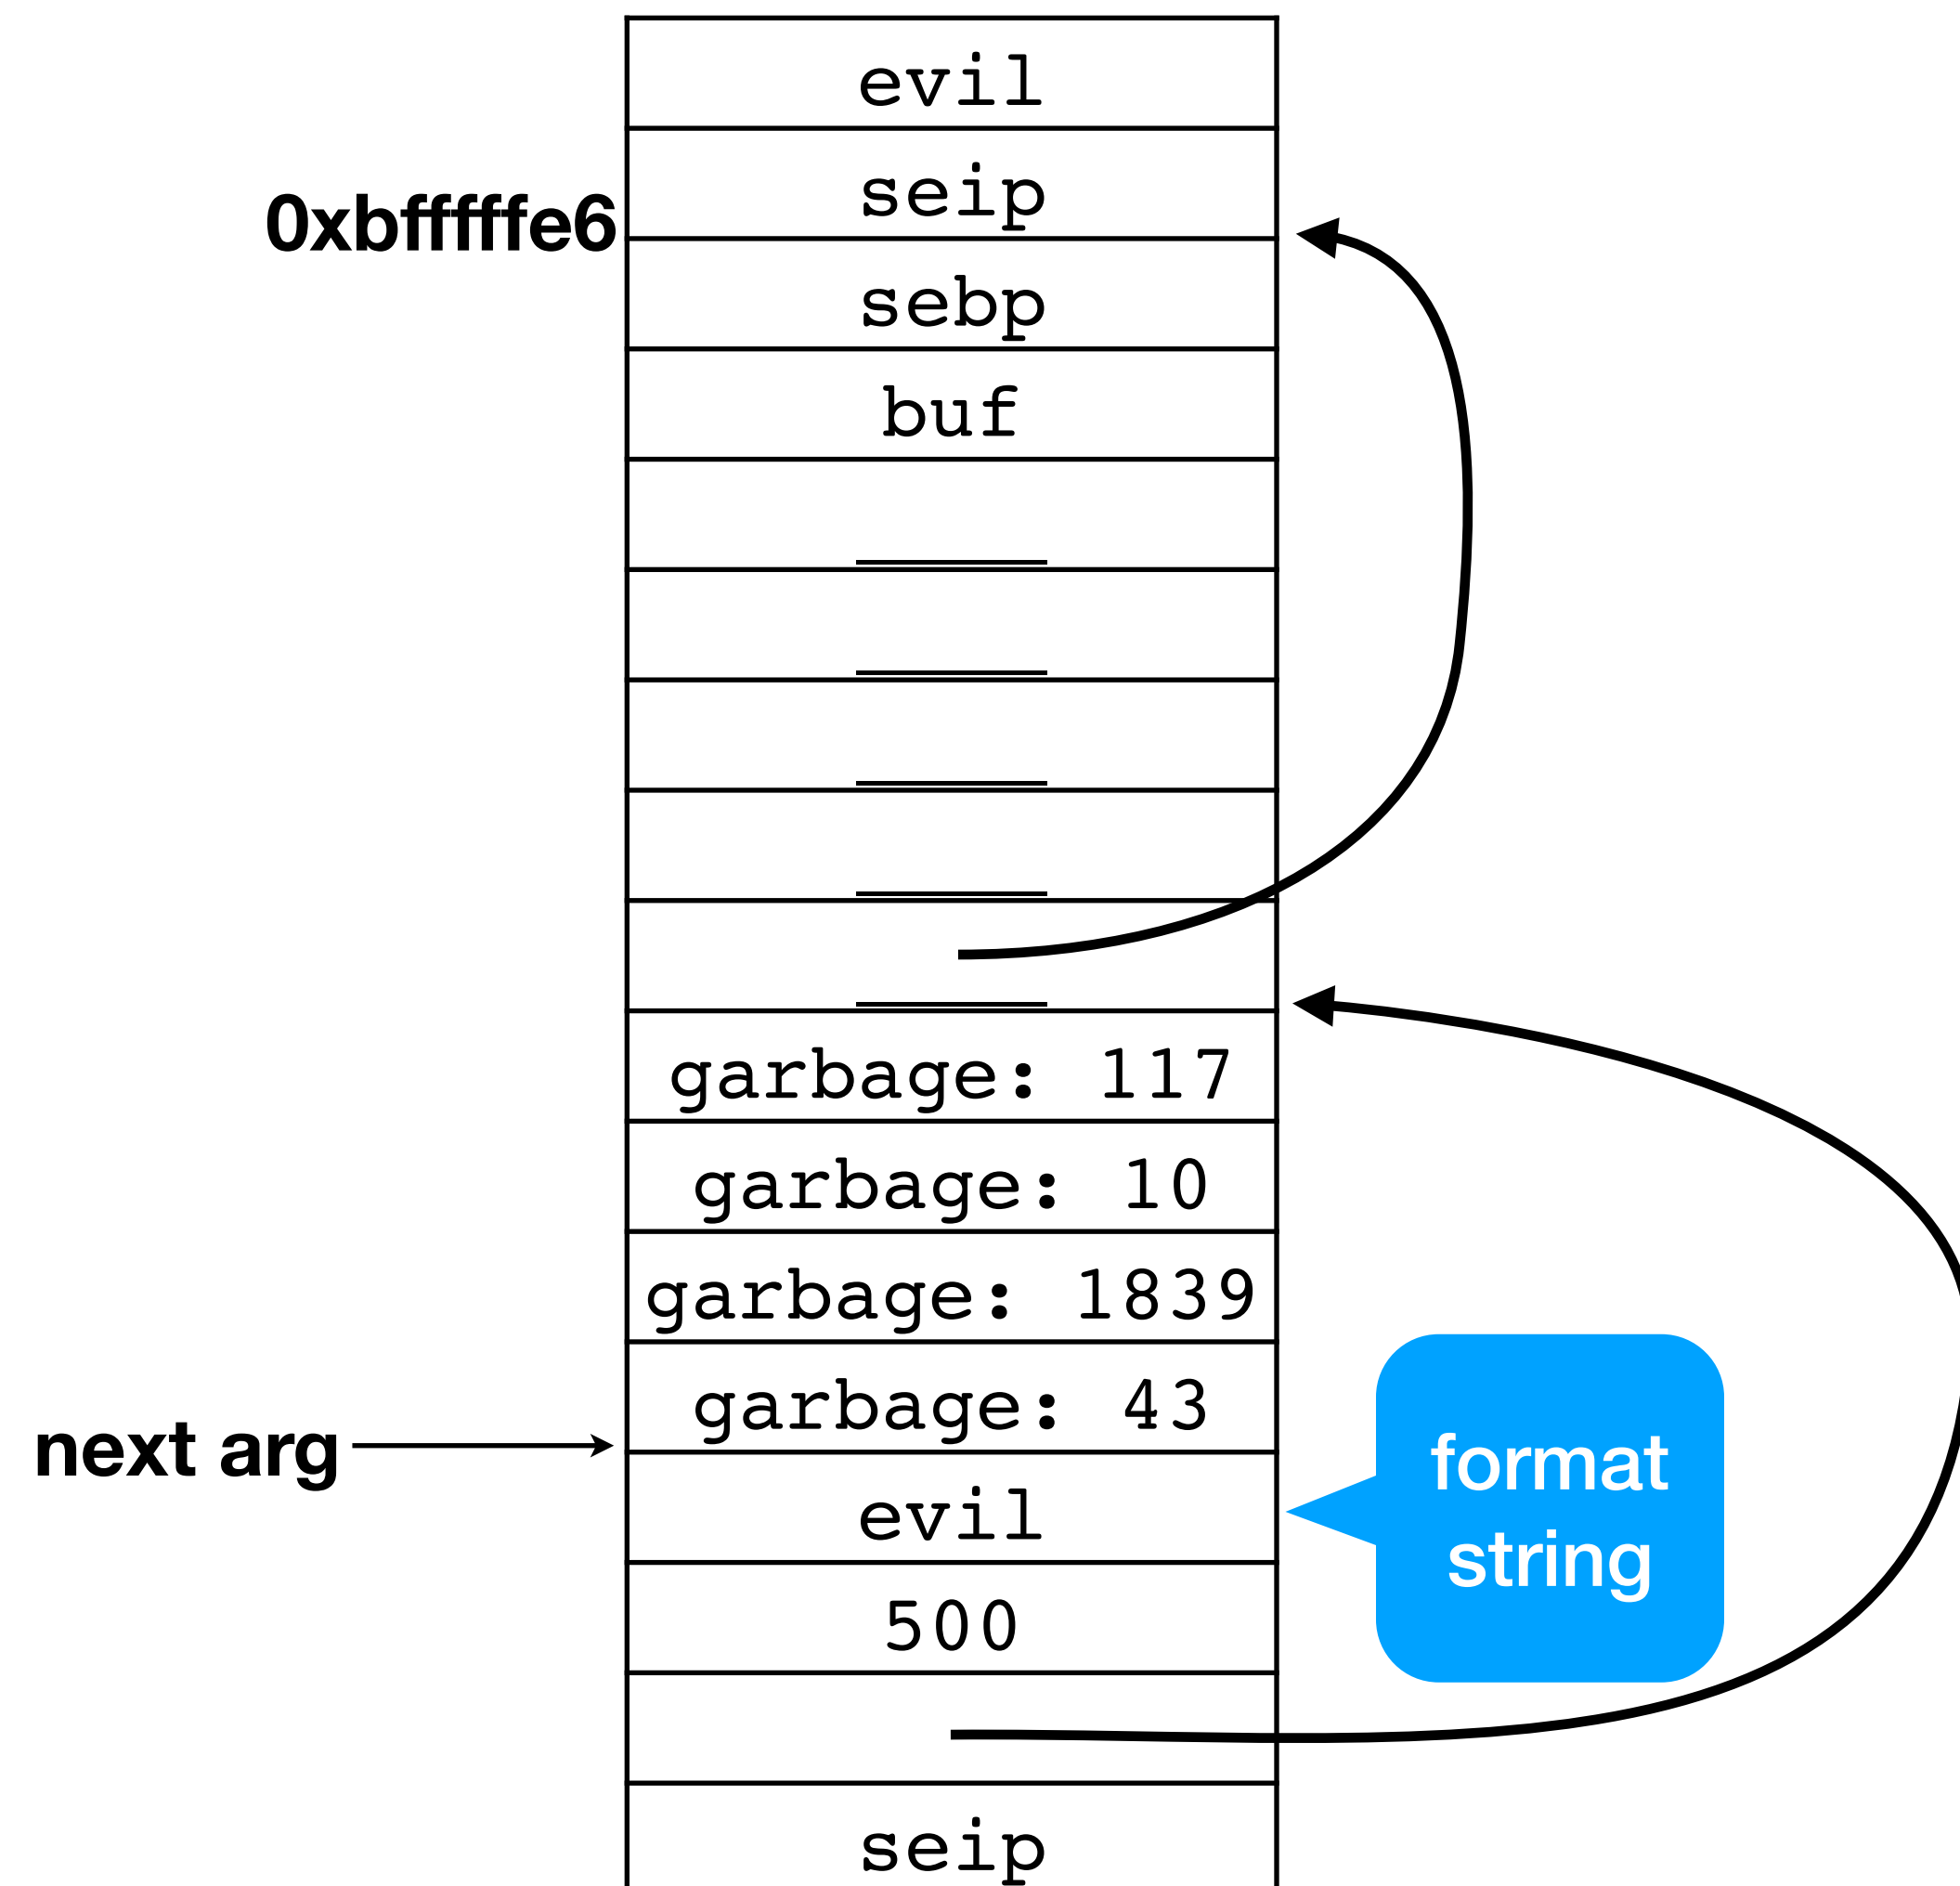 evil
seip
0xbffffffe6
sebp
buf
garbage: 117
garbage: 10
garbage: 1839
garbage: 43
next arg
evil
format
string
500
seip